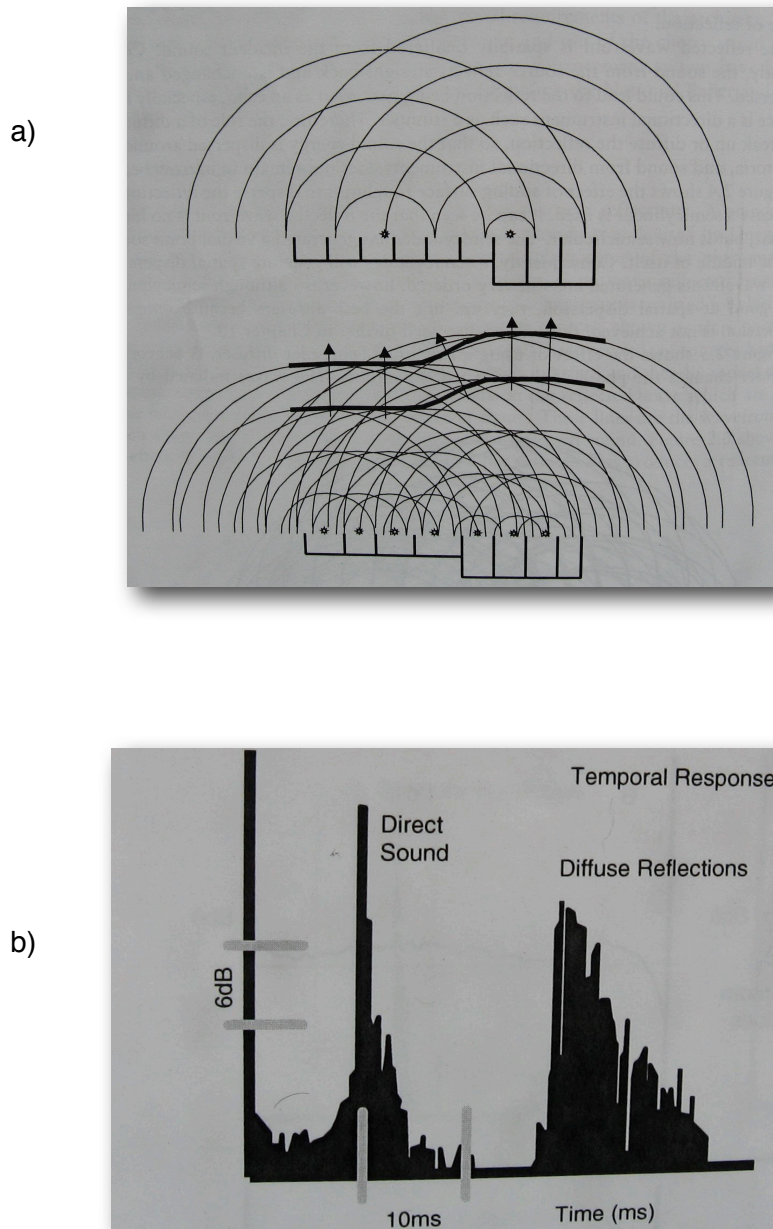 a)
b)
Temporal Response
Direct
Sound
Diffuse Reflections
6dB
10ms
Time (ms)